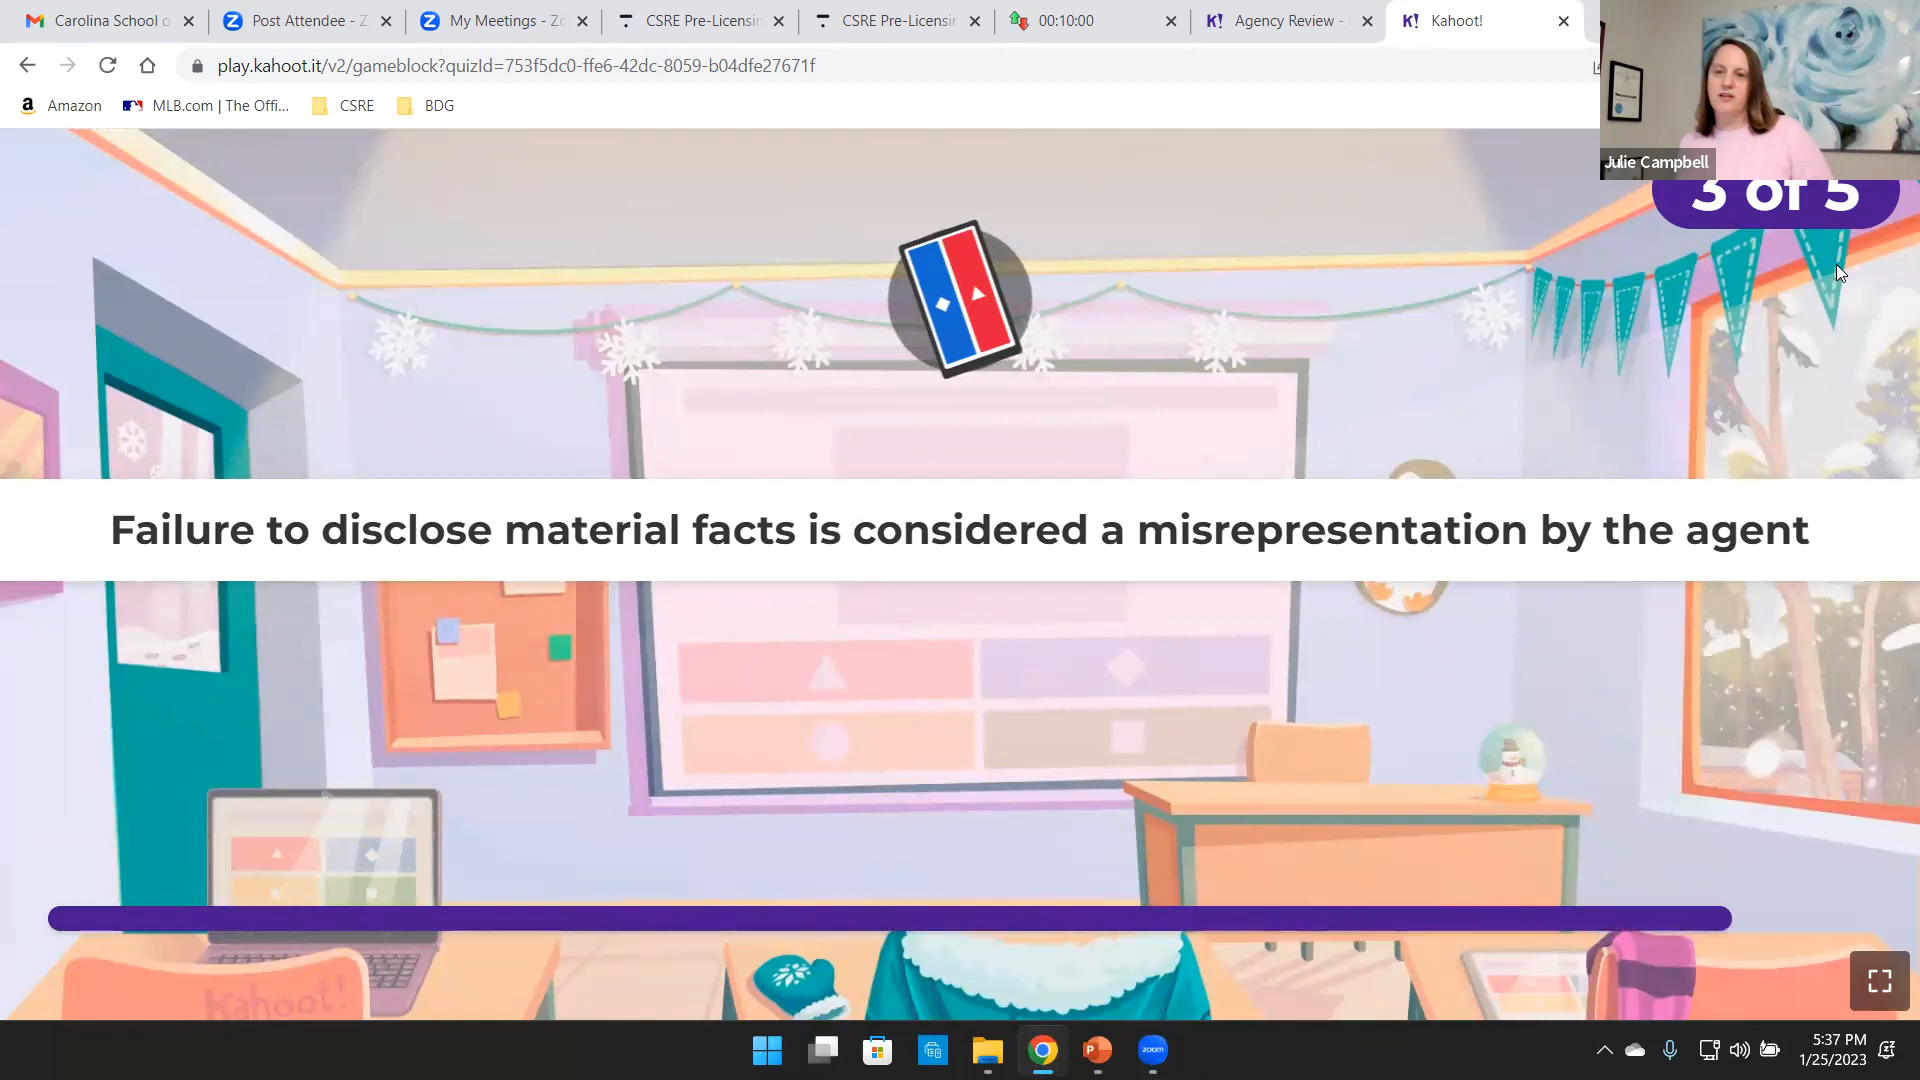 Carolina School o
Post Attendee - Z
My Meetings - Zo
CSRE Pre-Licensin
CSRE Pre-Licensin
00:10:00
K! Agency Review -
K! Kahoot!
play.kahoot.it/v2/gameblock?quizId=753f5dc0-ffe6-42dc-8059-b04dfe27671f
a Amazon
MLB.com | The Offi...
CSRE
BDG
Julie Campbell
3 of 5
Failure to disclose material facts is considered a misrepresentation by the agent
Kahoot!
zoom
5:37 PM
1/25/2023